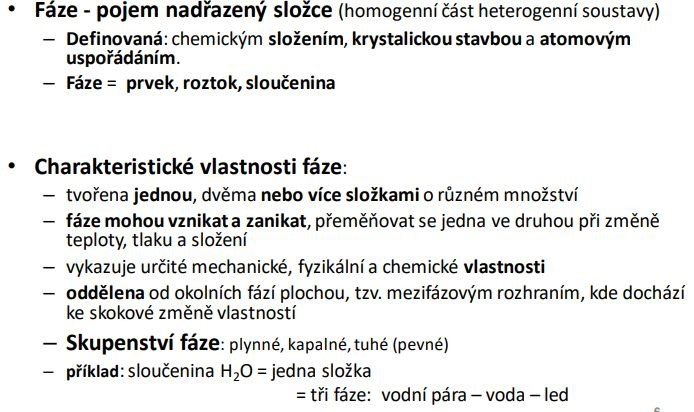 • Fáze - pojem nadřazený složce (homogenní část heterogenní soustavy)
– Definovaná: chemickým složením, krystalickou stavbou a atomovým
uspořádáním.
– Fáze = prvek, roztok, sloučenina
• Charakteristické vlastnosti fáze:
– tvořena jednou, dvěma nebo více složkami o různém množství
– fáze mohou vznikat a zanikat, přeměňovat se jedna ve druhou při změně
teploty, tlaku a složení
– vykazuje určité mechanické, fyzikální a chemické vlastnosti
– oddělena od okolních fází plochou, tzv. mezifázovým rozhraním, kde dochází
ke skokové změně vlastností
– Skupenství fáze: plynné, kapalné, tuhé (pevné)
– příklad: sloučenina H₂O = jedna složka
= tři fáze: vodní pára – voda – led